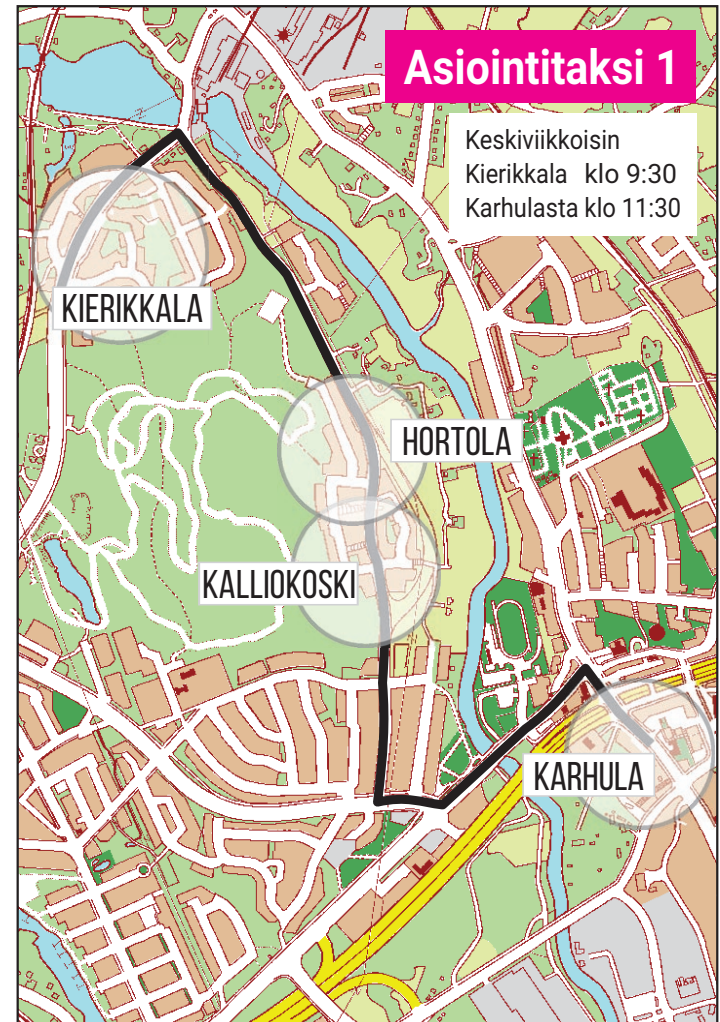 Asiointitaksi 1
Keskiviikkoisin
Kierikkala klo 9:30
Karhulasta klo 11:30
KIERIKKALA
HORTOLA
KALLIOKOSKI
KARHULA